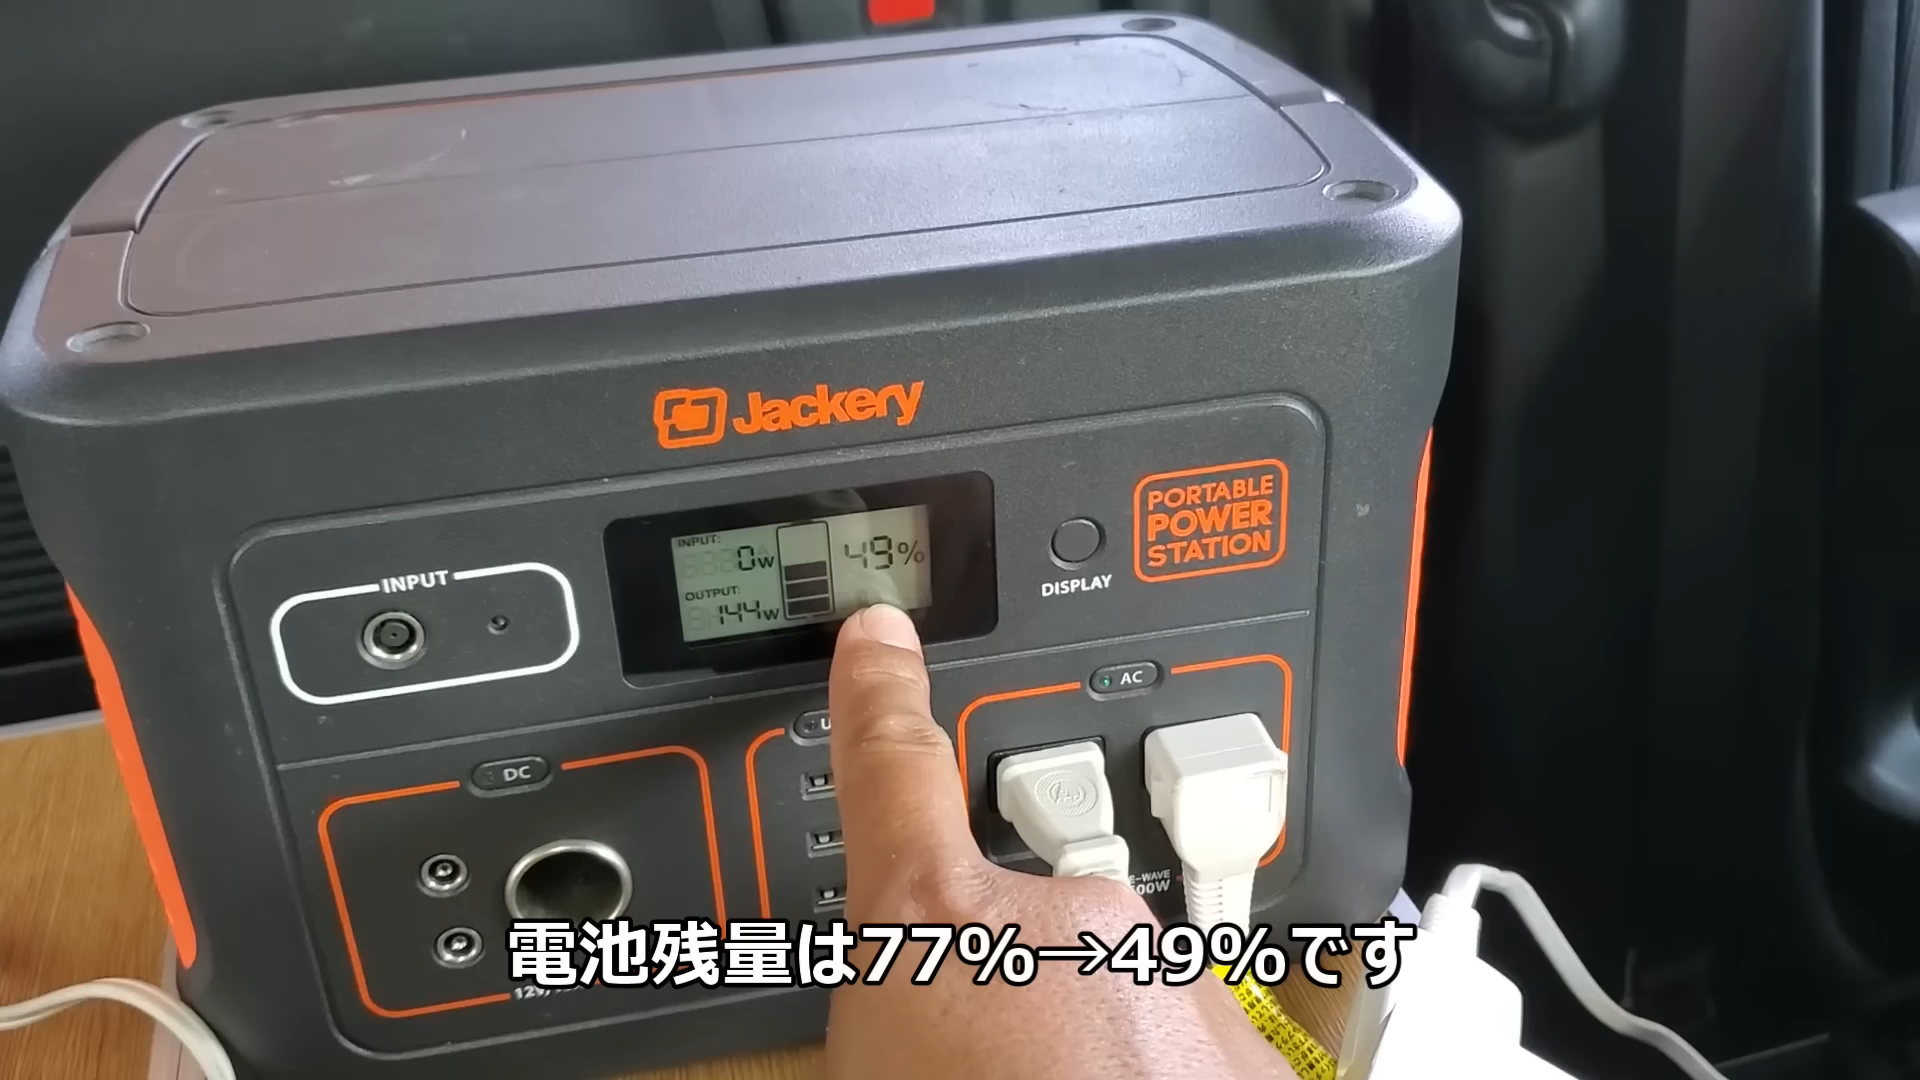 Jackery
PORTABLE
POWER
STATION
INPUT:
0W
49%
OUTPUT:
144W
DISPLAY
INPUT
AC
DC
電池残量は77%→49%です